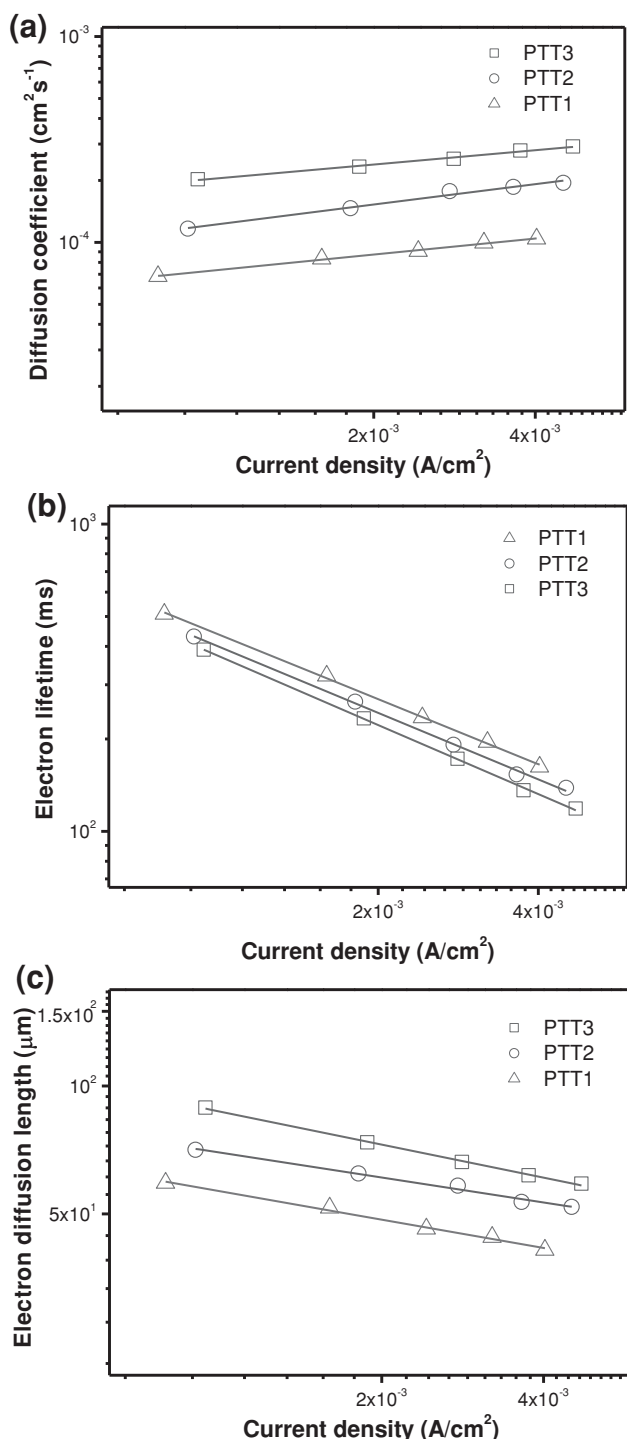 (a)
10⁻³
PTT3
PTT2
PTT1
10⁻⁴
Diffusion coefficient (cm²s⁻¹)
2x10⁻³
4x10⁻³
Current density (A/cm²)
(b)
10³
PTT1
PTT2
PTT3
10²
Electron lifetime (ms)
2x10⁻³
4x10⁻³
Current density (A/cm²)
(c)
1.5x10²
PTT3
PTT2
PTT1
10²
5x10¹
Electron diffusion length (μm)
2x10⁻³
4x10⁻³
Current density (A/cm²)